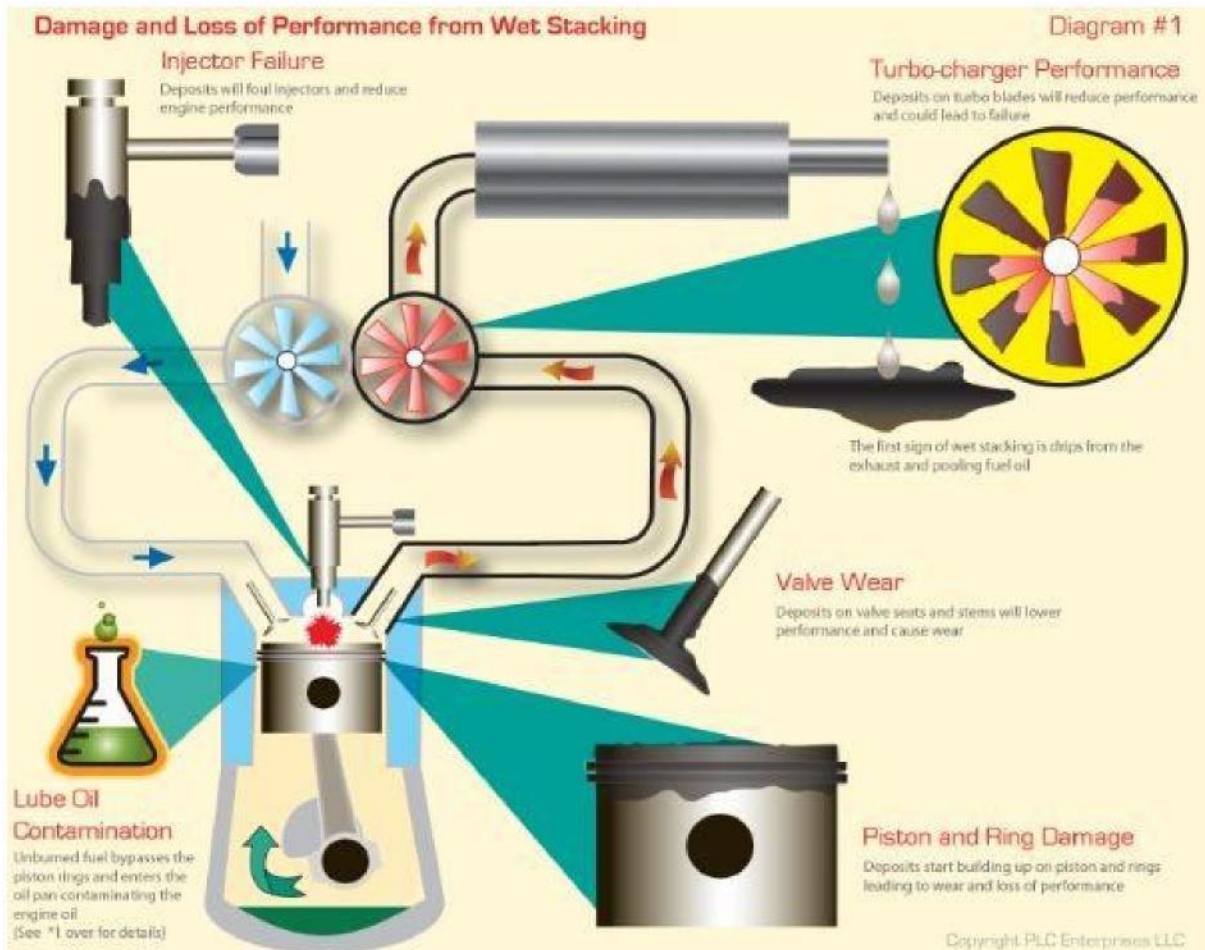 Damage and Loss of Performance from Wet Stacking
Diagram #1
Injector Failure
Deposits will foul injectors and reduce
engine performance
Turbo-charger Performance
Deposits on turbo blades will reduce performance
and could lead to failure
The first sign of wet stacking is drips from the
exhaust and pooling fuel oil
Valve Wear
Deposits on valve seats and stems will lower
performance and cause wear
Lube Oil
Contamination
Unburned fuel bypasses the
piston rings and enters the
oil pan contaminating the
engine oil
(See *1 over for details)
Piston and Ring Damage
Deposits start building up on piston and rings
leading to wear and loss of performance
Copyright PLC Enterprises LLC